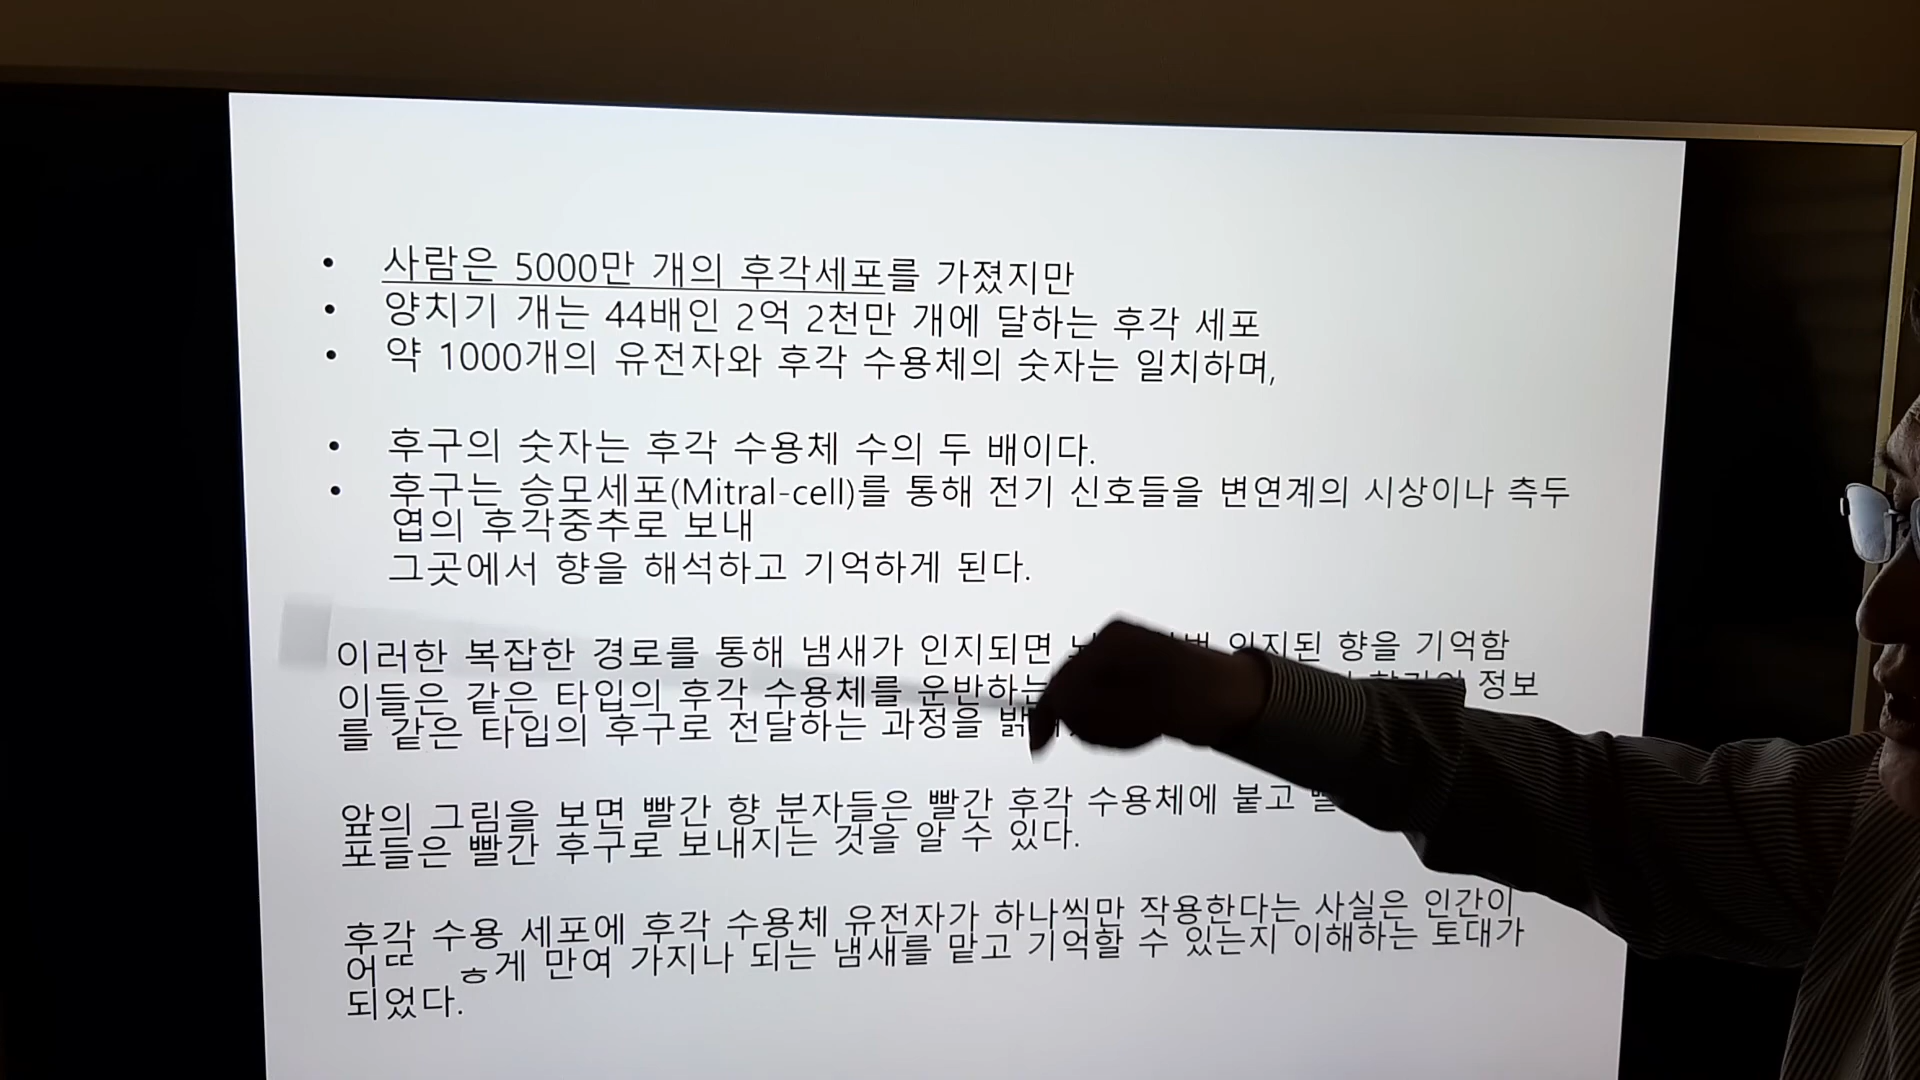 • 사람은 5000만 개의 후각세포를 가졌지만
• 양치기 개는 44배인 2억 2천만 개에 달하는 후각 세포
• 약 1000개의 유전자와 후각 수용체의 숫자는 일치하며,
• 후구의 숫자는 후각 수용체 수의 두 배이다.
• 후구는 승모세포(Mitral-cell)를 통해 전기 신호들을 변연계의 시상이나 측두
엽의 후각중추로 보내
그곳에서 향을 해석하고 기억하게 된다.
이러한 복잡한 경로를 통해 냄새가 인지되면 인지된 향을 기억함
이들은 같은 타입의 후각 수용체를 운반하는 정보
를 같은 타입의 후구로 전달하는 과정을
앞의 그림을 보면 빨간 향 분자들은 빨간 후각 수용체에 붙고
포들은 빨간 후구로 보내지는 것을 알 수 있다.
수용 세포에 후각 수용체 유전자가 하나씩만 작용한다는 사실은 인간이
만여 가지나 되는 냄새를 맡고 기억할 수 있는지 이해하는 토대가
되었다.